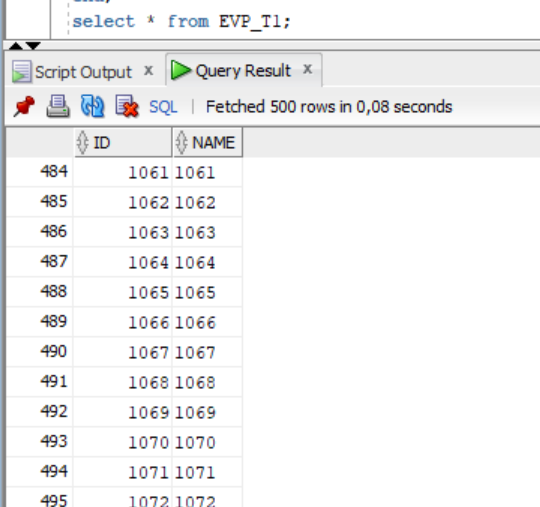 end;
select * from EVP_T1;
Script Output x Query Result x
SQL | Fetched 500 rows in 0,08 seconds
ID NAME
484 1061 1061
485 1062 1062
486 1063 1063
487 1064 1064
488 1065 1065
489 1066 1066
490 1067 1067
491 1068 1068
492 1069 1069
493 1070 1070
494 1071 1071
495 1072 1072